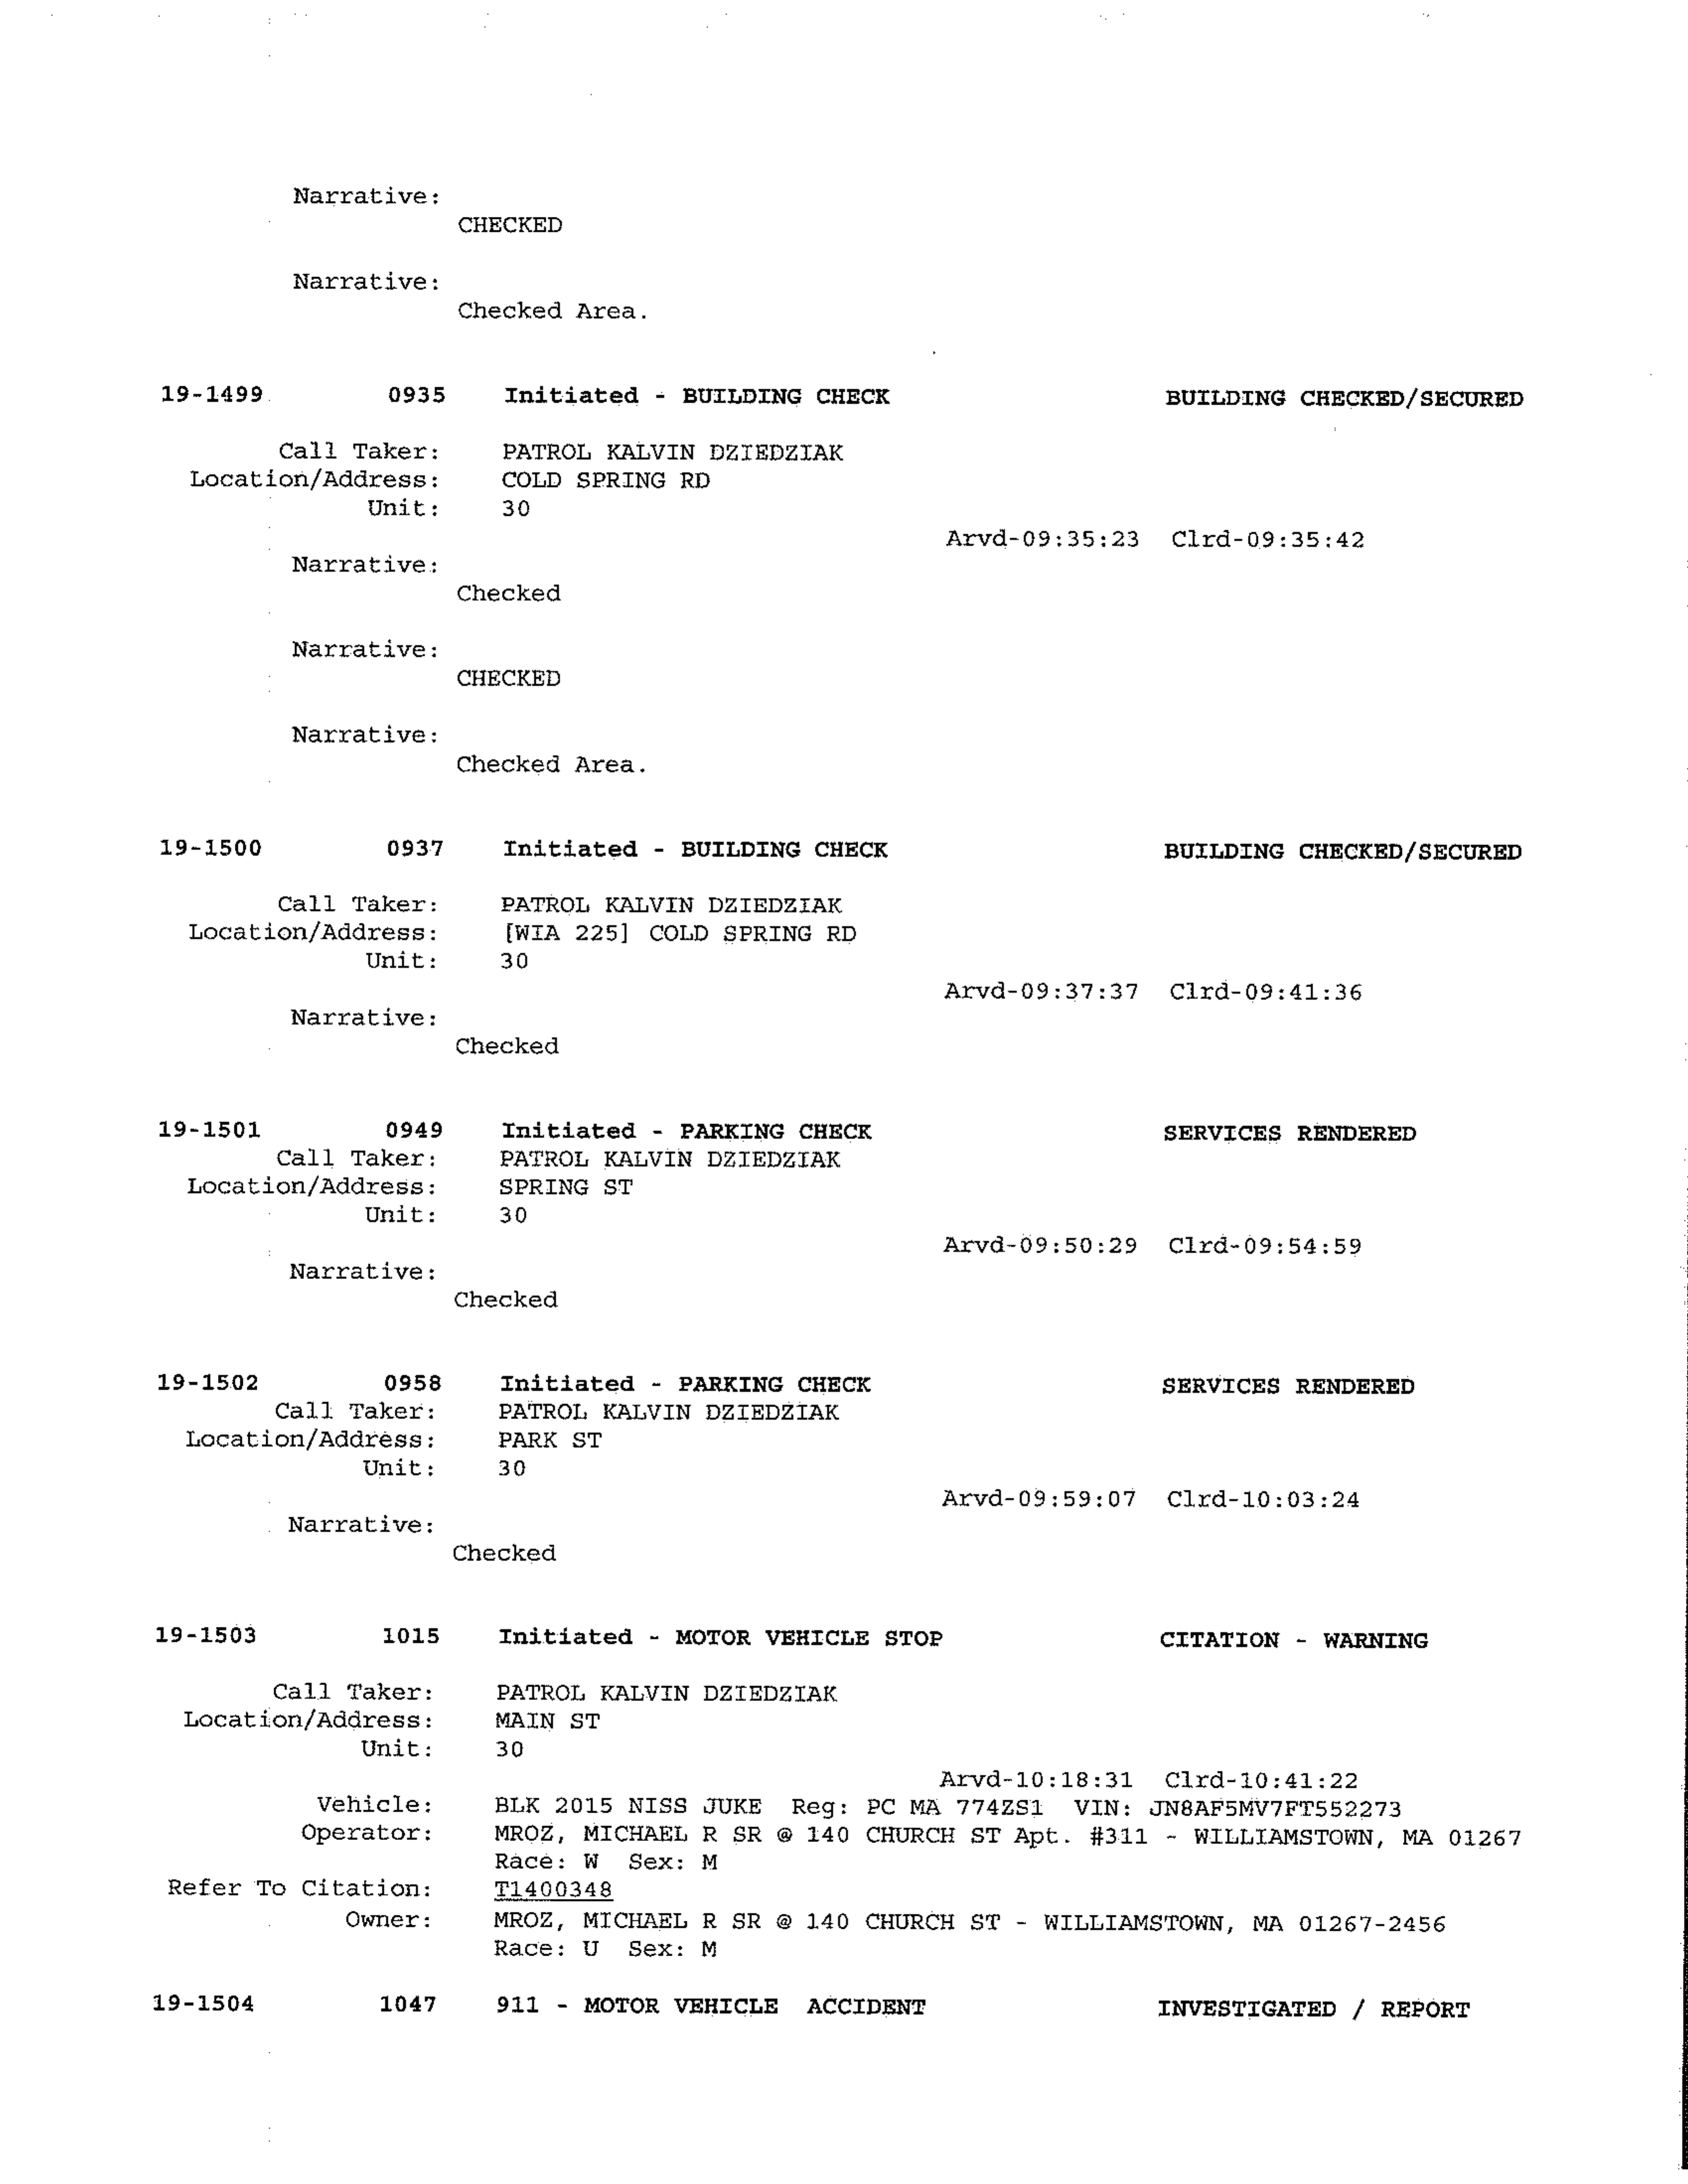 Narrative:
CHECKED
Narrative:
Checked Area.
19-1499 0935 Initiated - BUILDING CHECK BUILDING CHECKED/SECURED
Call Taker: PATROL KALVIN DZIEDZIAK
Location/Address: COLD SPRING RD
Unit: 30
Arvd-09:35:23 Clrd-09:35:42
Narrative:
Checked
Narrative:
CHECKED
Narrative:
Checked Area.
19-1500 0937 Initiated - BUILDING CHECK BUILDING CHECKED/SECURED
Call Taker: PATROL KALVIN DZIEDZIAK
Location/Address: [WIA 225] COLD SPRING RD
Unit: 30
Arvd-09:37:37 Clrd-09:41:36
Narrative:
Checked
19-1501 0949 Initiated - PARKING CHECK SERVICES RENDERED
Call Taker: PATROL KALVIN DZIEDZIAK
Location/Address: SPRING ST
Unit: 30
Arvd-09:50:29 Clrd-09:54:59
Narrative:
Checked
19-1502 0958 Initiated - PARKING CHECK SERVICES RENDERED
Call Taker: PATROL KALVIN DZIEDZIAK
Location/Address: PARK ST
Unit: 30
Arvd-09:59:07 Clrd-10:03:24
Narrative:
Checked
19-1503 1015 Initiated - MOTOR VEHICLE STOP CITATION - WARNING
Call Taker: PATROL KALVIN DZIEDZIAK
Location/Address: MAIN ST
Unit: 30
Arvd-10:18:31 Clrd-10:41:22
Vehicle: BLK 2015 NISS JUKE Reg: PC MA 774ZS1 VIN: JN8AF5MV7FT552273
Operator: MROZ, MICHAEL R SR @ 140 CHURCH ST Apt. #311 - WILLIAMSTOWN, MA 01267
Race: W Sex: M
Refer To Citation: T1400348
Owner: MROZ, MICHAEL R SR @ 140 CHURCH ST - WILLIAMSTOWN, MA 01267-2456
Race: U Sex: M
19-1504 1047 911 - MOTOR VEHICLE ACCIDENT INVESTIGATED / REPORT